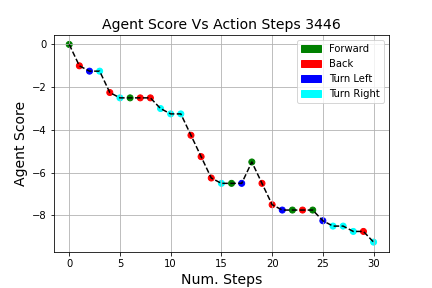 Agent Score Vs Action Steps 3446
Forward
Back
Turn Left
Turn Right
Agent Score
0
−2
−4
−6
−8
0 5 10 15 20 25 30
Num. Steps